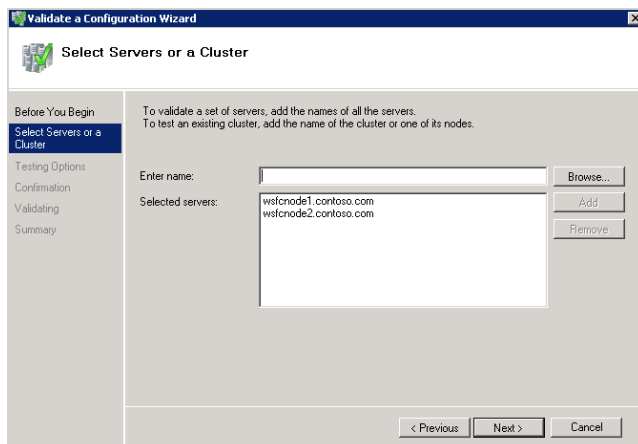 Validate a Configuration Wizard
Select Servers or a Cluster
Before You Begin
Select Servers or a
Cluster
Testing Options
Confirmation
Validating
Summary
To validate a set of servers, add the names of all the servers.
To test an existing cluster, add the name of the cluster or one of its nodes.
Enter name:
Browse...
Selected servers:
wsfcnode1.contoso.com
wsfcnode2.contoso.com
Add
Remove
< Previous
Next >
Cancel